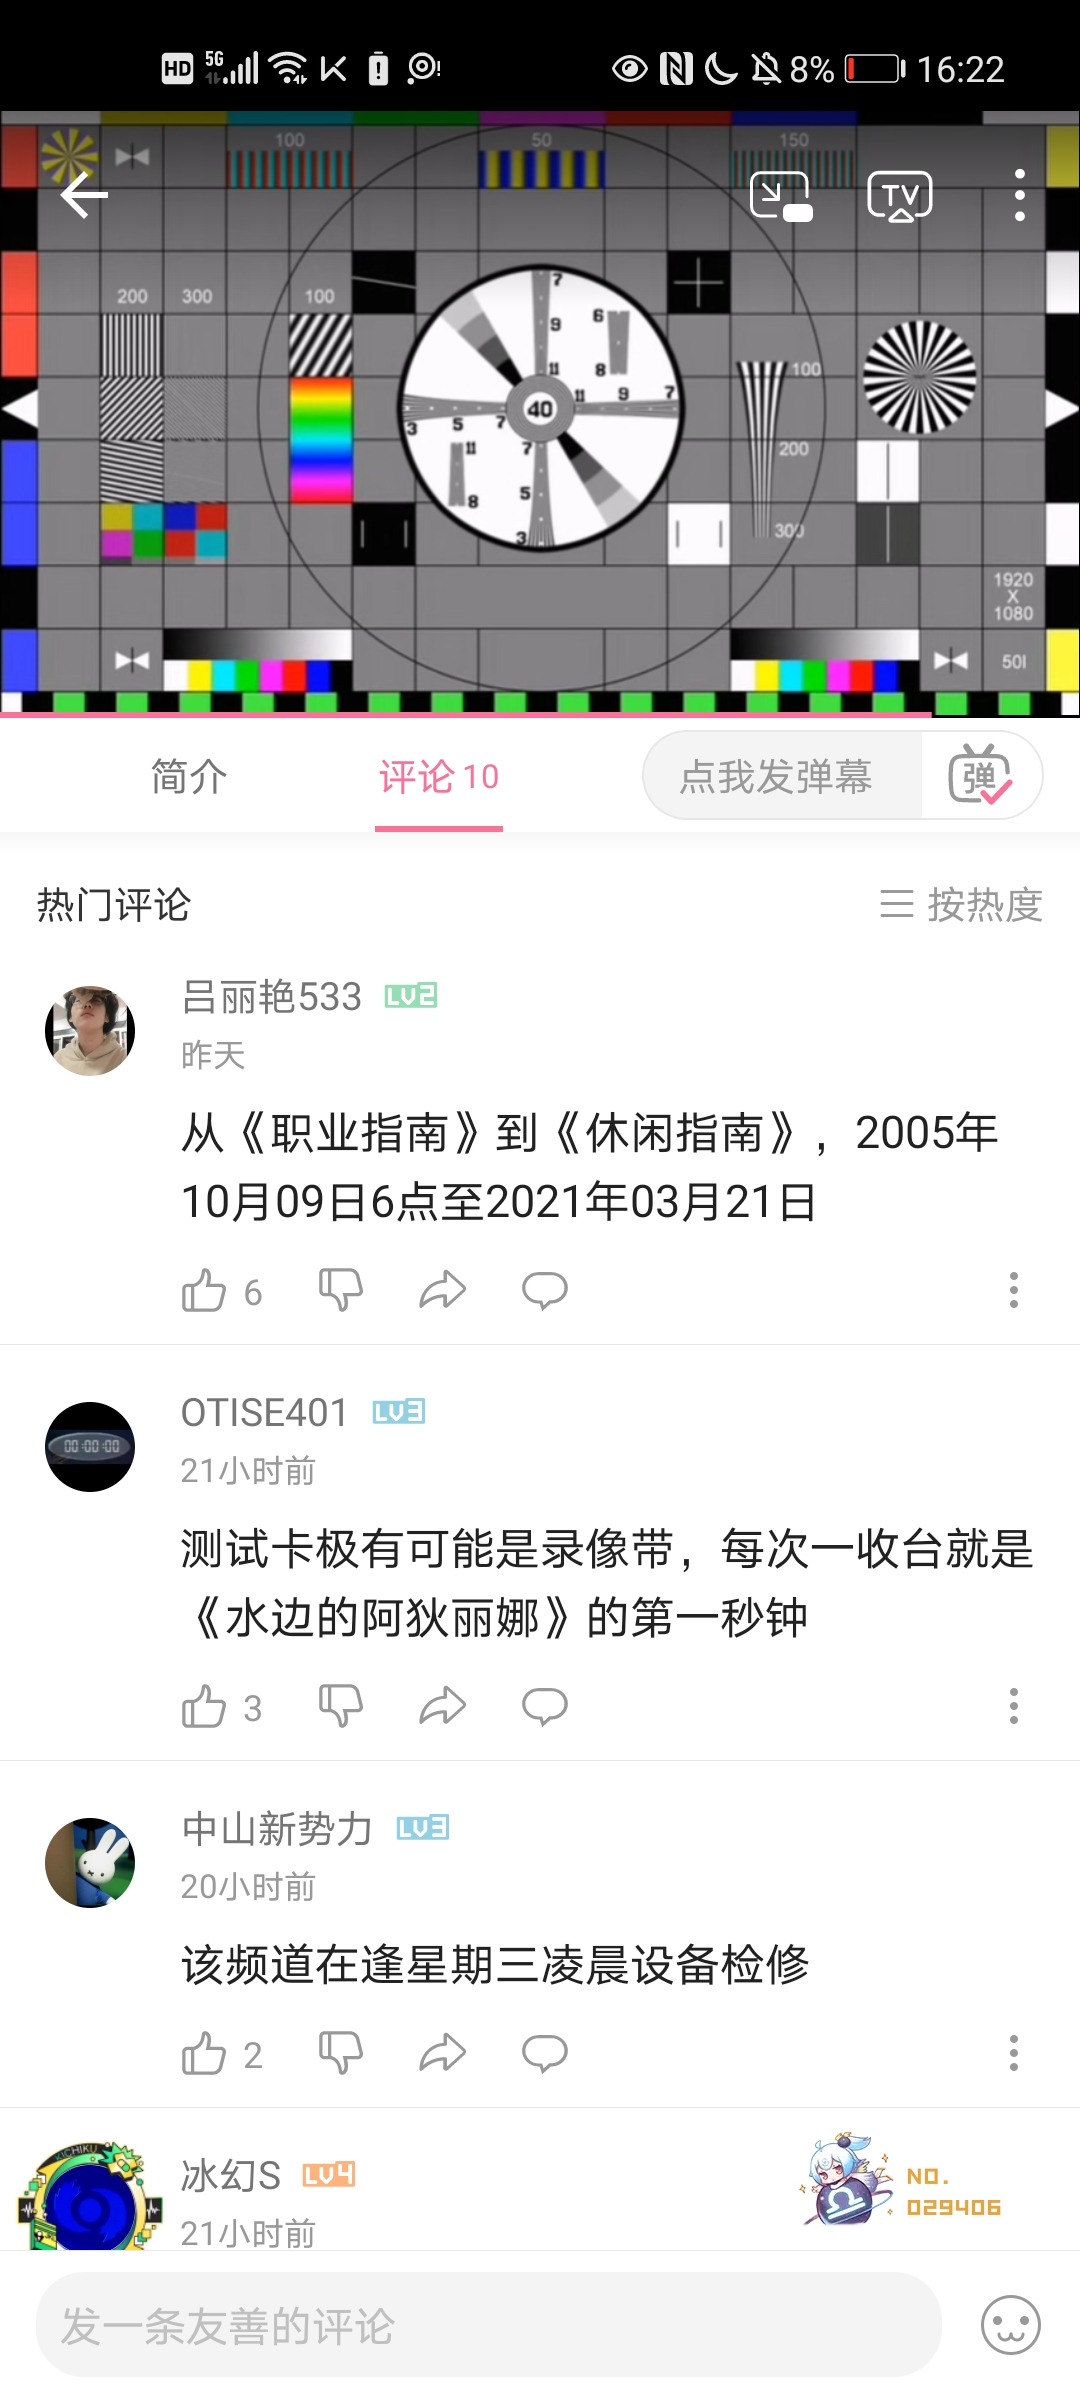 HD 5G 8% 16:22
100 50 150
TV
200 300 100
7
9
11
6
8
11 9 7
40
3 5 7
11
8
7
5
3
100
200
300
1920
X
1080
50I
简介 评论 10 点我发弹幕 弹
热门评论 按热度
吕丽艳533 LV2
昨天
从《职业指南》到《休闲指南》，2005年
10月09日6点至2021年03月21日
6
OTISE401 LV3
00:00:00
21小时前
测试卡极有可能是录像带，每次一收台就是
《水边的阿狄丽娜》的第一秒钟
3
中山新势力 LV3
20小时前
该频道在逢星期三凌晨设备检修
2
冰幻S LV4
ICHIKU
NO.
029406
21小时前
发一条友善的评论